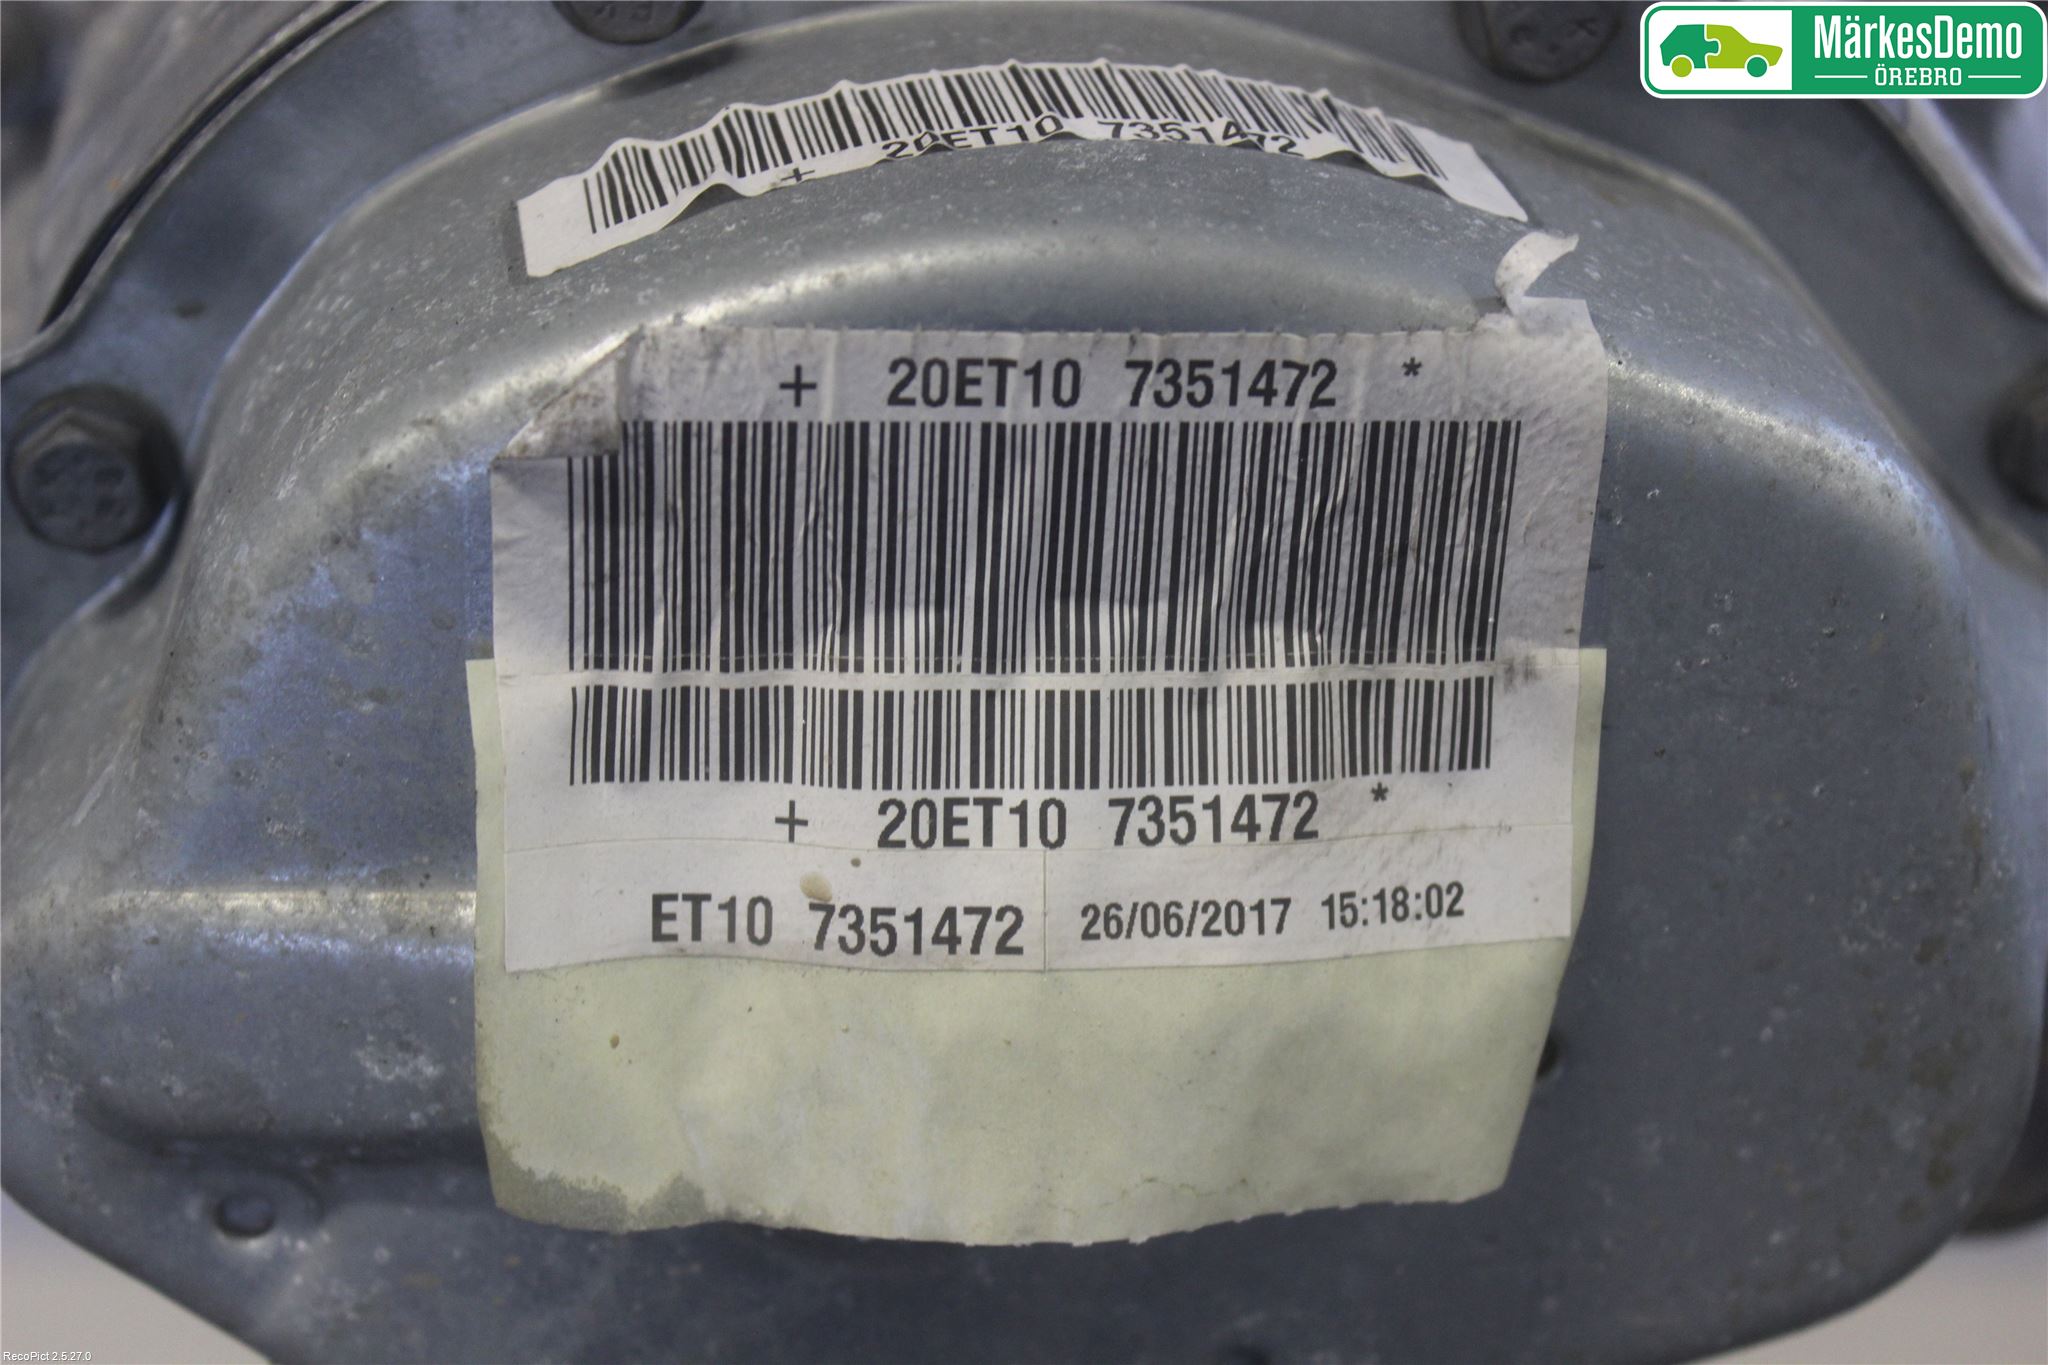 MärkesDemo
ÖREBRO
+ 20ET10 7351472
+ 20ET10 7351472 *
+ 20ET10 7351472 *
ET10 7351472 26/06/2017 15:18:02
RecoPict 2.5.27.0